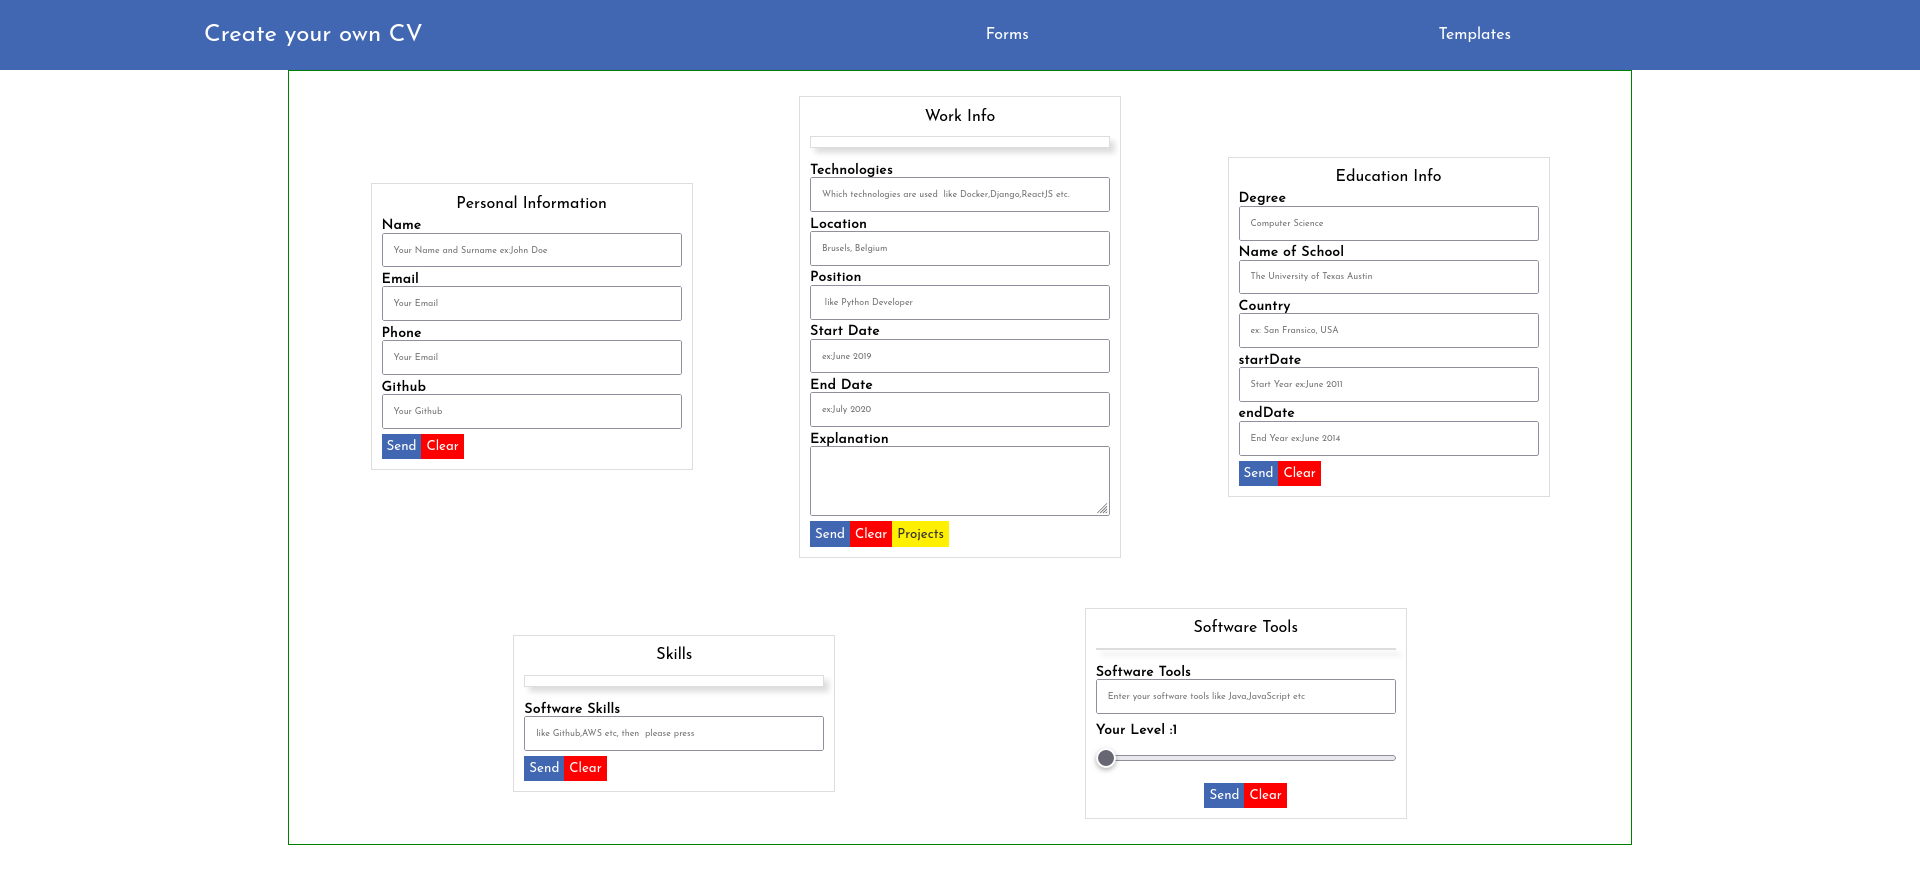 Create your own CV
Forms
Templates
Personal Information
Name
Your Name and Surname ex:John Doe
Email
Your Email
Phone
Your Email
Github
Your Github
Send Clear
Work Info
Technologies
Which technologies are used  like Docker,Django,ReactJS etc.
Location
Brusels, Belgium
Position
like Python Developer
Start Date
ex:June 2019
End Date
ex:July 2020
Explanation
Send Clear Projects
Education Info
Degree
Computer Science
Name of School
The University of Texas Austin
Country
ex: San Fransico, USA
startDate
Start Year ex:June 2011
endDate
End Year ex:June 2014
Send Clear
Skills
Software Skills
like Github,AWS etc, then  please press
Send Clear
Software Tools
Software Tools
Enter your software tools like Java,JavaScript etc
Your Level :1
Send Clear